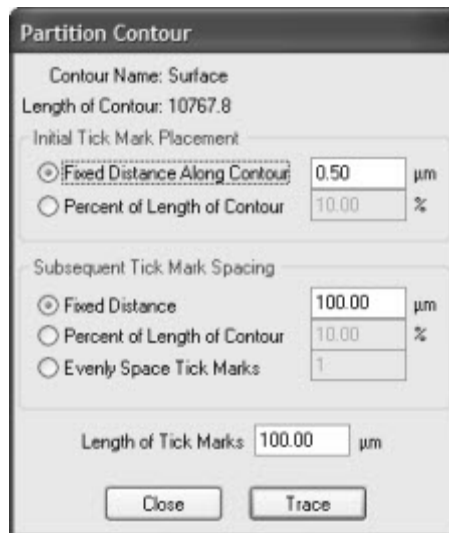 Partition Contour
Contour Name: Surface
Length of Contour: 10767.8
Initial Tick Mark Placement
Fixed Distance Along Contour 0.50 µm
Percent of Length of Contour 10.00 %
Subsequent Tick Mark Spacing
Fixed Distance 100.00 µm
Percent of Length of Contour 10.00 %
Evenly Space Tick Marks 1
Length of Tick Marks 100.00 µm
Close Trace